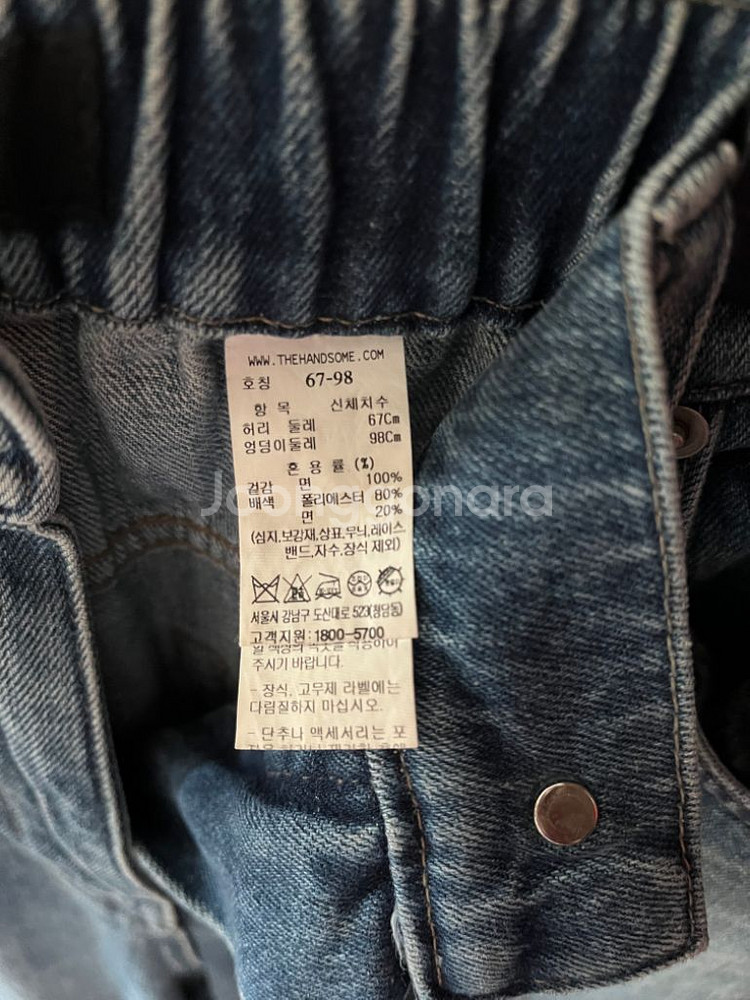 WWW.THEHANDSOME.COM
호칭 67-98
항 목 신체치수
허리 둘레 67Cm
엉덩이둘레 98Cm
혼 용 률 (%)
겉감 면 100%
배색 폴리에스터 80%
면 20%
(심지,보강재,상표,무늬,레이스
밴드,자수,장식 제외)
서울시 강남구 도산대로 523(청담동)
고객지원:1800-5700
주시기 바랍니다.
- 장식, 고무제 라벨에는
다림질하지 마십시오.
- 단추나 액세서리는 포
Joongonara